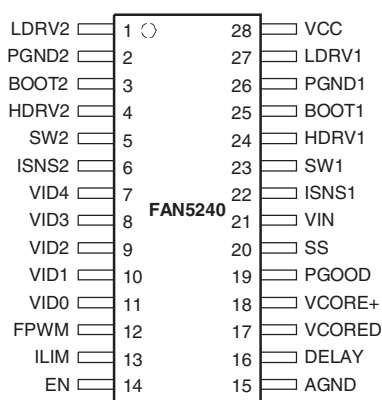 LDRV2 1 28 VCC
PGND2 2 27 LDRV1
BOOT2 3 26 PGND1
HDRV2 4 25 BOOT1
SW2 5 24 HDRV1
ISNS2 6 23 SW1
VID4 7 22 ISNS1
FAN5240
VID3 8 21 VIN
VID2 9 20 SS
VID1 10 19 PGOOD
VID0 11 18 VCORE+
FPWM 12 17 VCORED
ILIM 13 16 DELAY
EN 14 15 AGND